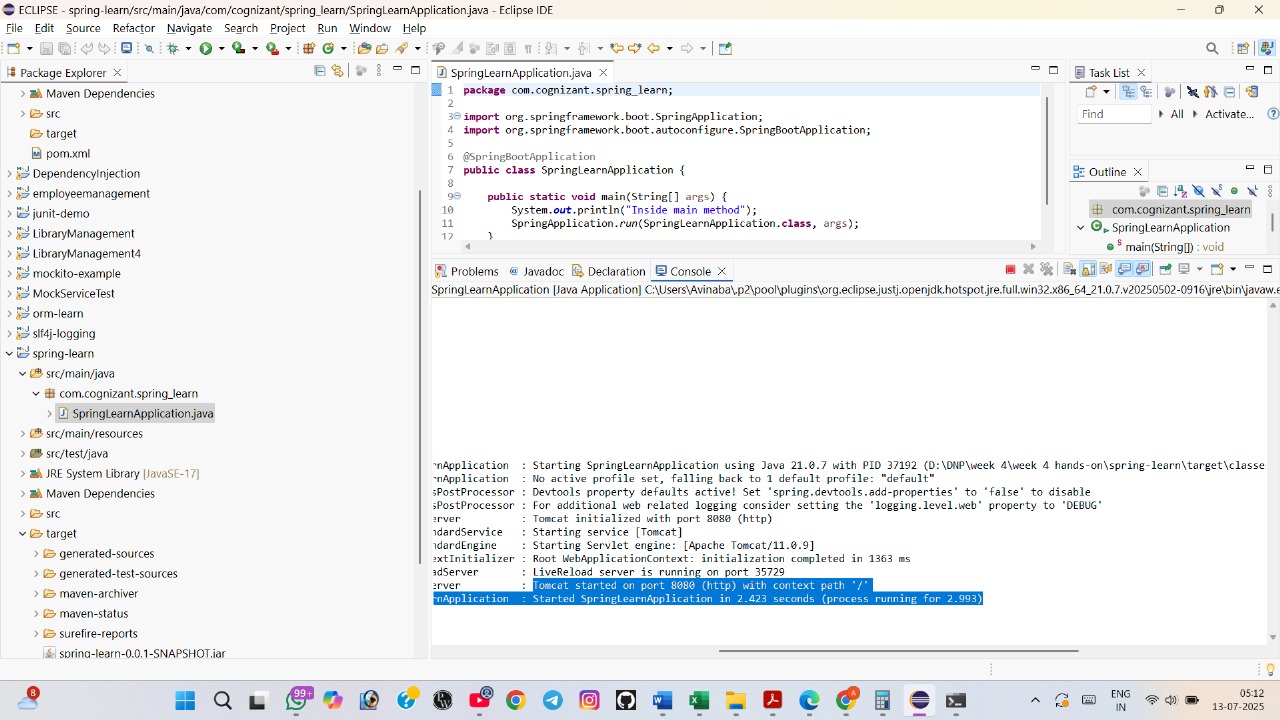 ECLIPSE - spring-learn/src/main/java/com/cognizant/spring_learn/SpringLearnApplication.java - Eclipse IDE
File Edit Source Refactor Navigate Search Project Run Window Help
Package Explorer
Maven Dependencies
src
target
pom.xml
DependencyInjection
employeemanagement
junit-demo
LibraryManagement
LibraryManagement4
mockito-example
MockServiceTest
orm-learn
slf4j-logging
spring-learn
src/main/java
com.cognizant.spring_learn
SpringLearnApplication.java
src/main/resources
src/test/java
JRE System Library [JavaSE-17]
Maven Dependencies
src
target
generated-sources
generated-test-sources
maven-archiver
maven-status
surefire-reports
spring-learn-0.0.1-SNAPSHOT.jar
SpringLearnApplication.java
1 package com.cognizant.spring_learn;
2
3 import org.springframework.boot.SpringApplication;
4 import org.springframework.boot.autoconfigure.SpringBootApplication;
5
6 @SpringBootApplication
7 public class SpringLearnApplication {
8
9 public static void main(String[] args) {
10 System.out.println("Inside main method");
11 SpringApplication.run(SpringLearnApplication.class, args);
12 }
Task List
Find All Activate...
Outline
com.cognizant.spring_learn
SpringLearnApplication
main(String[]) : void
Problems Javadoc Declaration Console
SpringLearnApplication [Java Application] C:\Users\Avinaba\.p2\pool\plugins\org.eclipse.justj.openjdk.hotspot.jre.full.win32.x86_64_21.0.7.v20250502-0916\jre\bin\javaw.e
rnApplication : Starting SpringLearnApplication using Java 21.0.7 with PID 37192 (D:\DNP\week 4\week 4 hands-on\spring-learn\target\classe
rnApplication : No active profile set, falling back to 1 default profile: "default"
sPostProcessor : Devtools property defaults active! Set 'spring.devtools.add-properties' to 'false' to disable
sPostProcessor : For additional web related logging consider setting the 'logging.level.web' property to 'DEBUG'
erver : Tomcat initialized with port 8080 (http)
ndardService : Starting service [Tomcat]
ndardEngine : Starting Servlet engine: [Apache Tomcat/11.0.9]
extInitializer : Root WebApplicationContext: initialization completed in 1363 ms
adServer : LiveReload server is running on port 35729
erver : Tomcat started on port 8080 (http) with context path '/'
rnApplication : Started SpringLearnApplication in 2.423 seconds (process running for 2.993)
8
99+
ENG
IN
05:12
13-07-2025